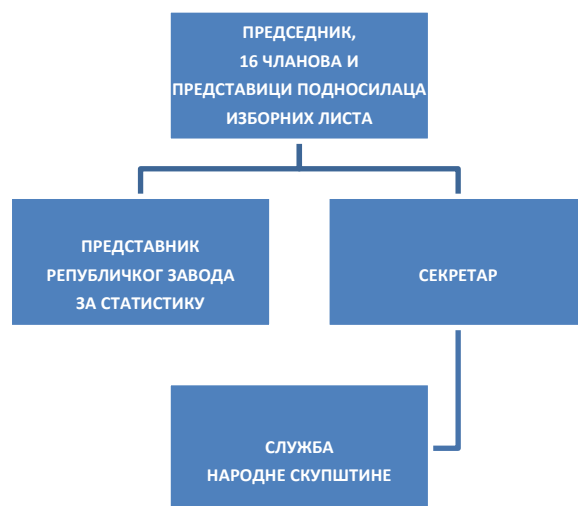 ПРЕДСЕДНИК,
16 ЧЛАНОВА И
ПРЕДСТАВИЦИ ПОДНОСИЛАЦА
ИЗБОРНИХ ЛИСТА
ПРЕДСТАВНИК
РЕПУБЛИЧКОГ ЗАВОДА
ЗА СТАТИСТИКУ
СЕКРЕТАР
СЛУЖБА
НАРОДНЕ СКУПШТИНЕ